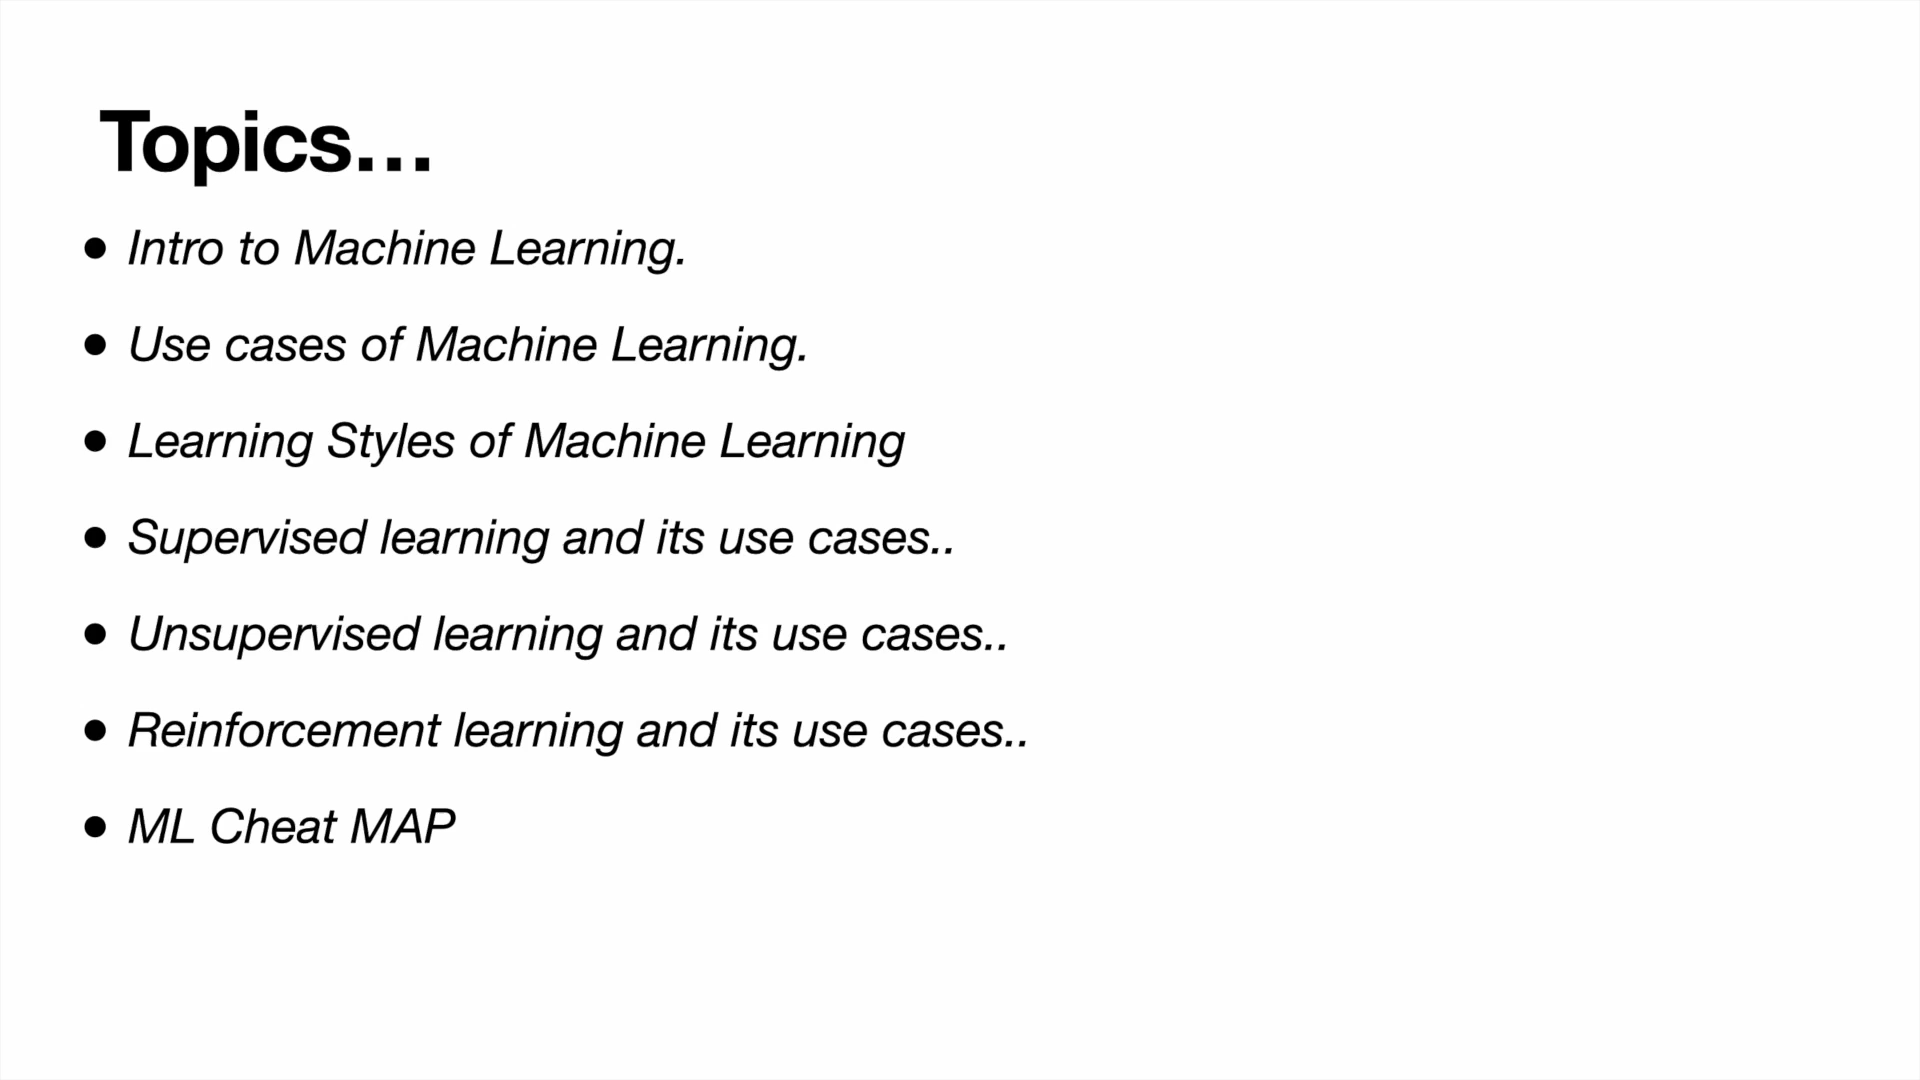 Topics…
• Intro to Machine Learning.
• Use cases of Machine Learning.
• Learning Styles of Machine Learning
• Supervised learning and its use cases..
• Unsupervised learning and its use cases..
• Reinforcement learning and its use cases..
• ML Cheat MAP